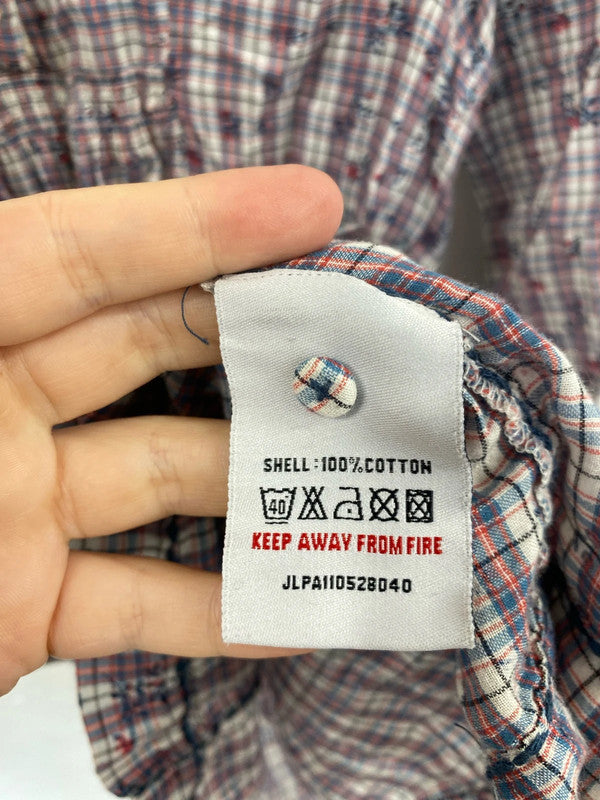 SHELL:100%COTTON
40
KEEP AWAY FROM FIRE
JLPA110528040